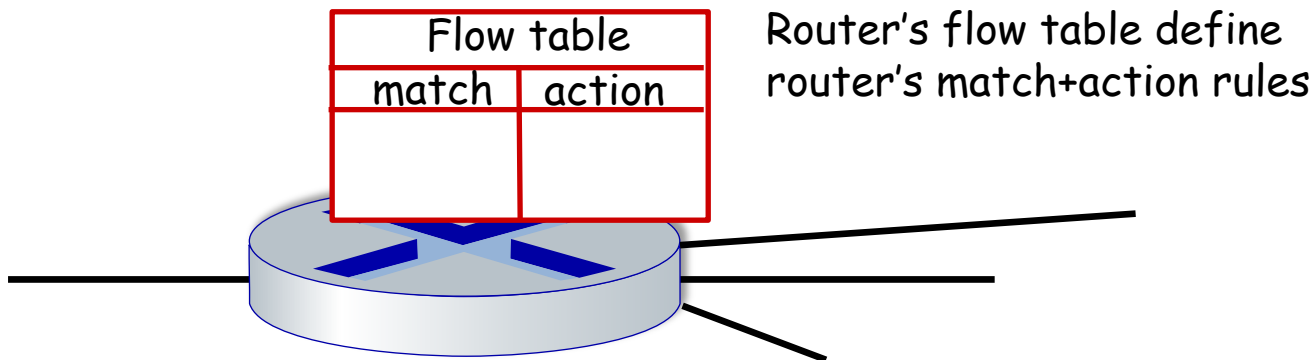 Flow table
match action
Router’s flow table define
router’s match+action rules